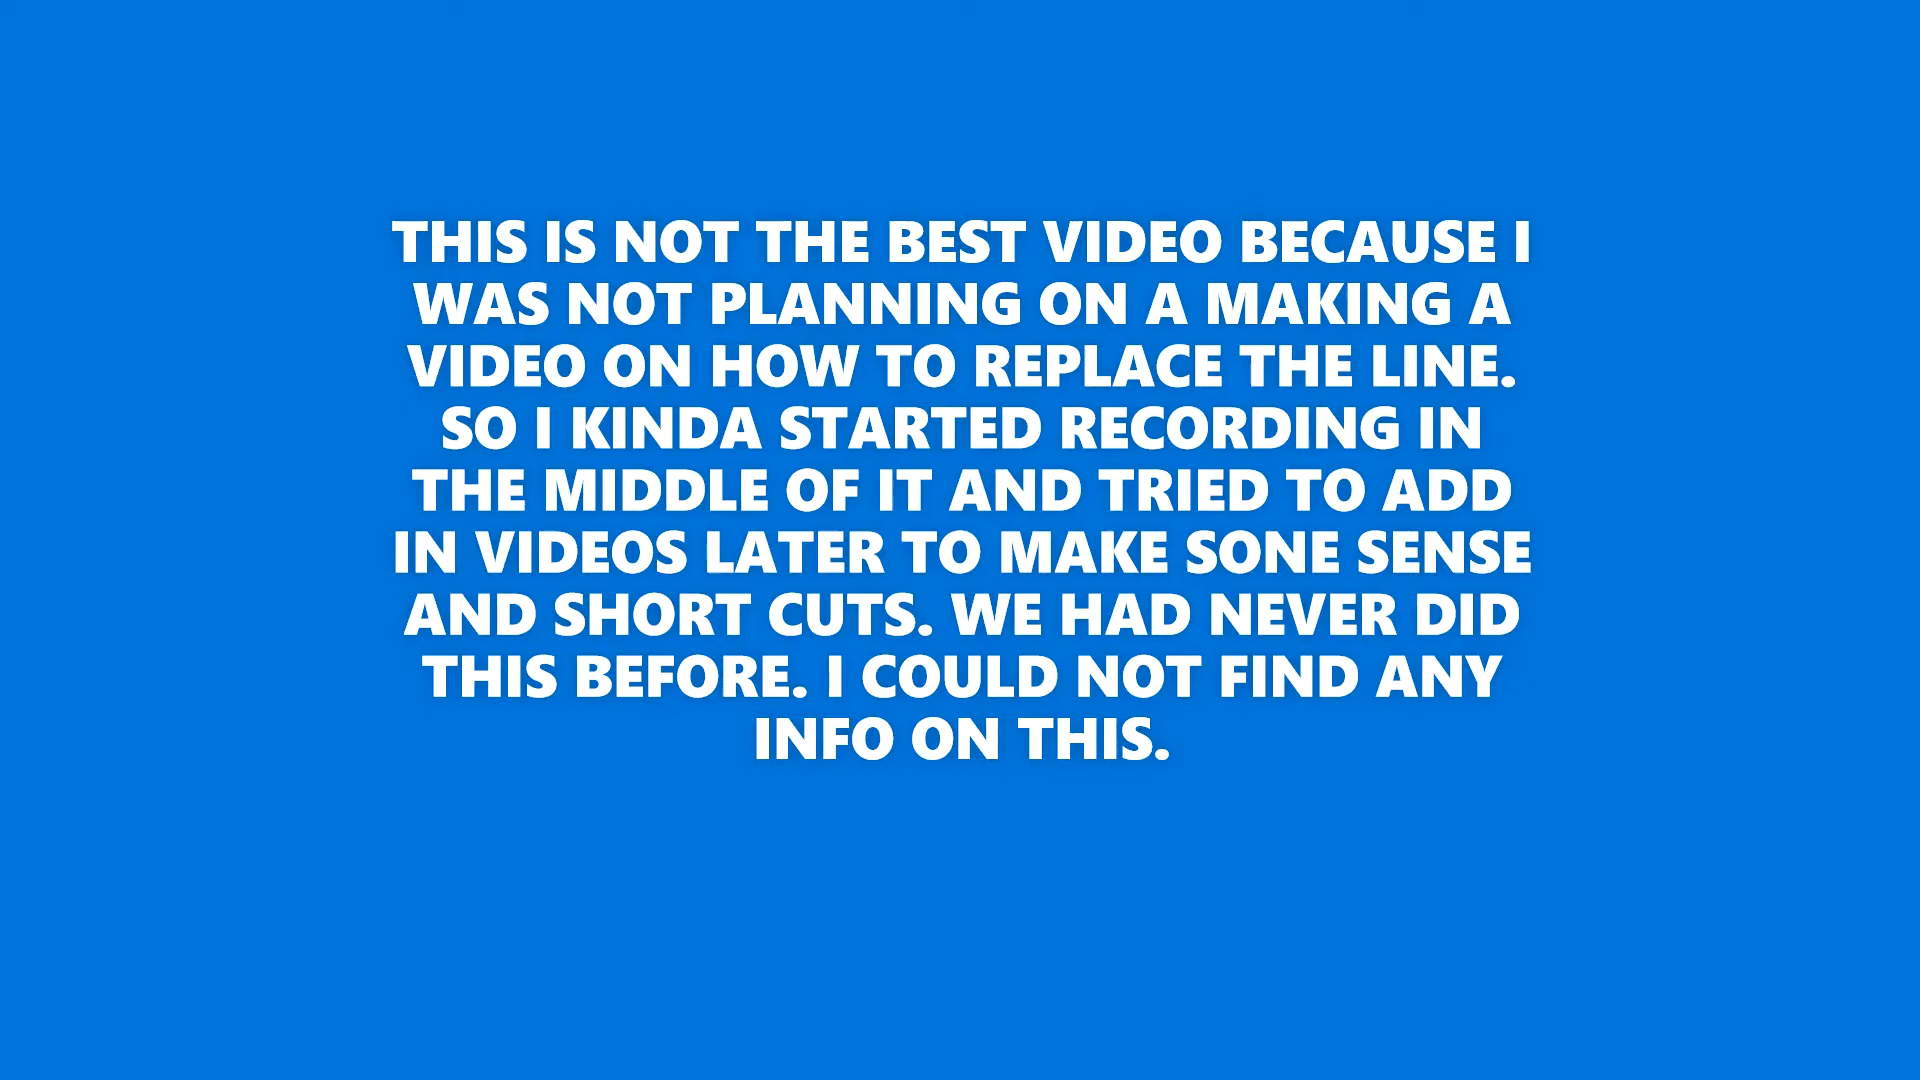 THIS IS NOT THE BEST VIDEO BECAUSE I
WAS NOT PLANNING ON A MAKING A
VIDEO ON HOW TO REPLACE THE LINE.
SO I KINDA STARTED RECORDING IN
THE MIDDLE OF IT AND TRIED TO ADD
IN VIDEOS LATER TO MAKE SONE SENSE
AND SHORT CUTS. WE HAD NEVER DID
THIS BEFORE. I COULD NOT FIND ANY
INFO ON THIS.